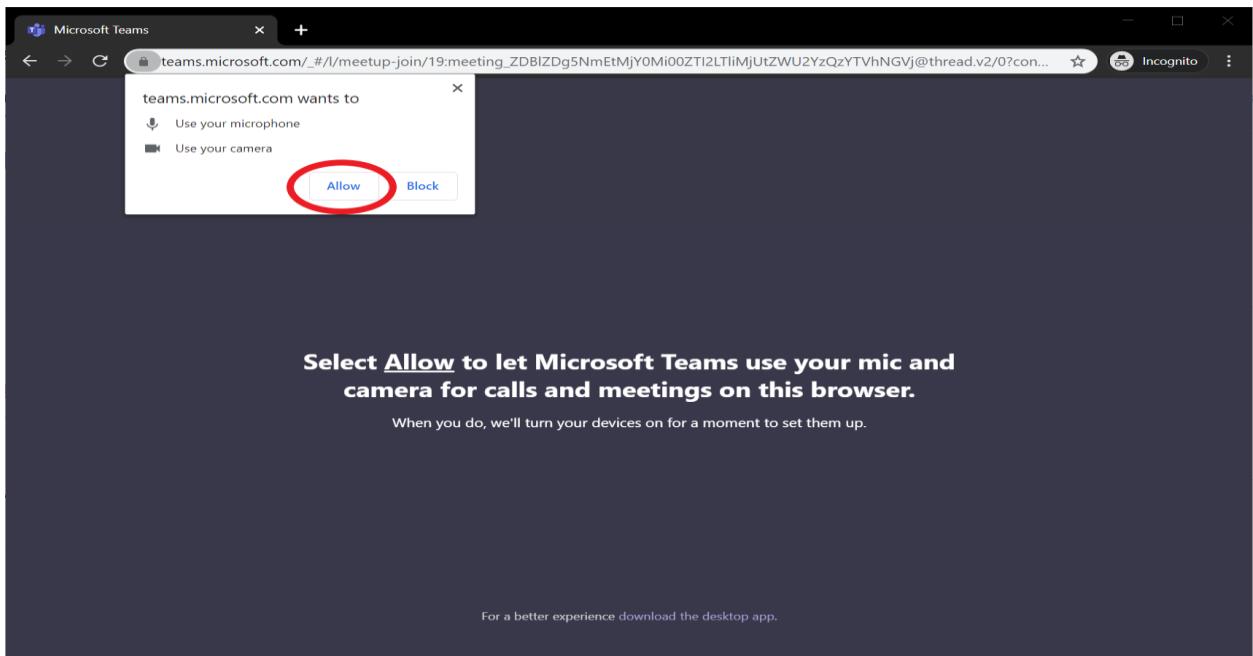 Microsoft Teams
teams.microsoft.com/_#/l/meetup-join/19:meeting_ZDBlZDg5NmEtMjY0Mi00ZTI2LTliMjUtZWU2YzQzYTVhNGVj@thread.v2/0?con...
Incognito
teams.microsoft.com wants to
Use your microphone
Use your camera
Allow Block
Select Allow to let Microsoft Teams use your mic and
camera for calls and meetings on this browser.
When you do, we'll turn your devices on for a moment to set them up.
For a better experience download the desktop app.